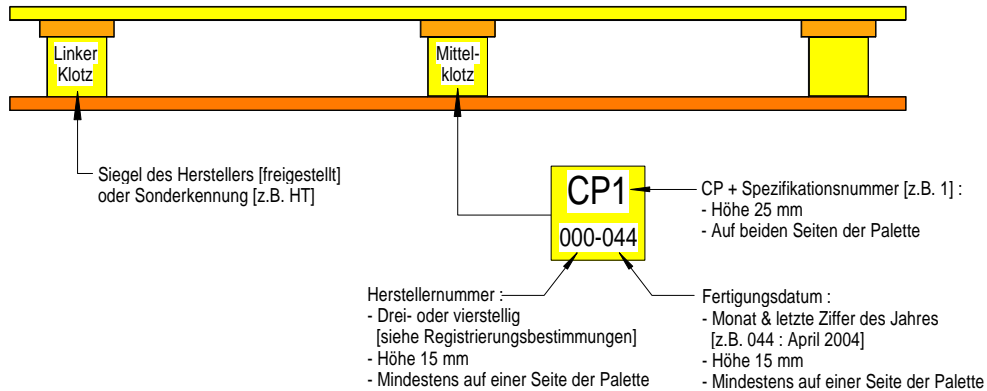 Linker
Klotz
Mittel-
klotz
Siegel des Herstellers [freigestellt]
oder Sonderkennung [z.B. HT]
CP1
000-044
CP + Spezifikationsnummer [z.B. 1] :
- Höhe 25 mm
- Auf beiden Seiten der Palette
Herstellernummer :
- Drei- oder vierstellig
[siehe Registrierungsbestimmungen]
- Höhe 15 mm
- Mindestens auf einer Seite der Palette
Fertigungsdatum :
- Monat & letzte Ziffer des Jahres
[z.B. 044 : April 2004]
- Höhe 15 mm
- Mindestens auf einer Seite der Palette